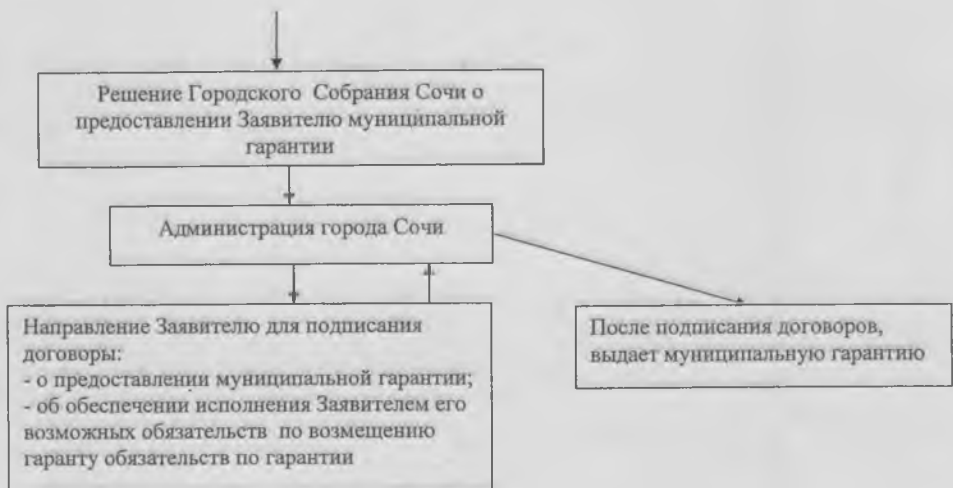 Решение Городского Собрания Сочи о
предоставлении Заявителю муниципальной
гарантии
Администрация города Сочи
Направление Заявителю для подписания
договоры:
- о предоставлении муниципальной гарантии;
- об обеспечении исполнения Заявителем его
возможных обязательств по возмещению
гаранту обязательств по гарантии
После подписания договоров,
выдает муниципальную гарантию